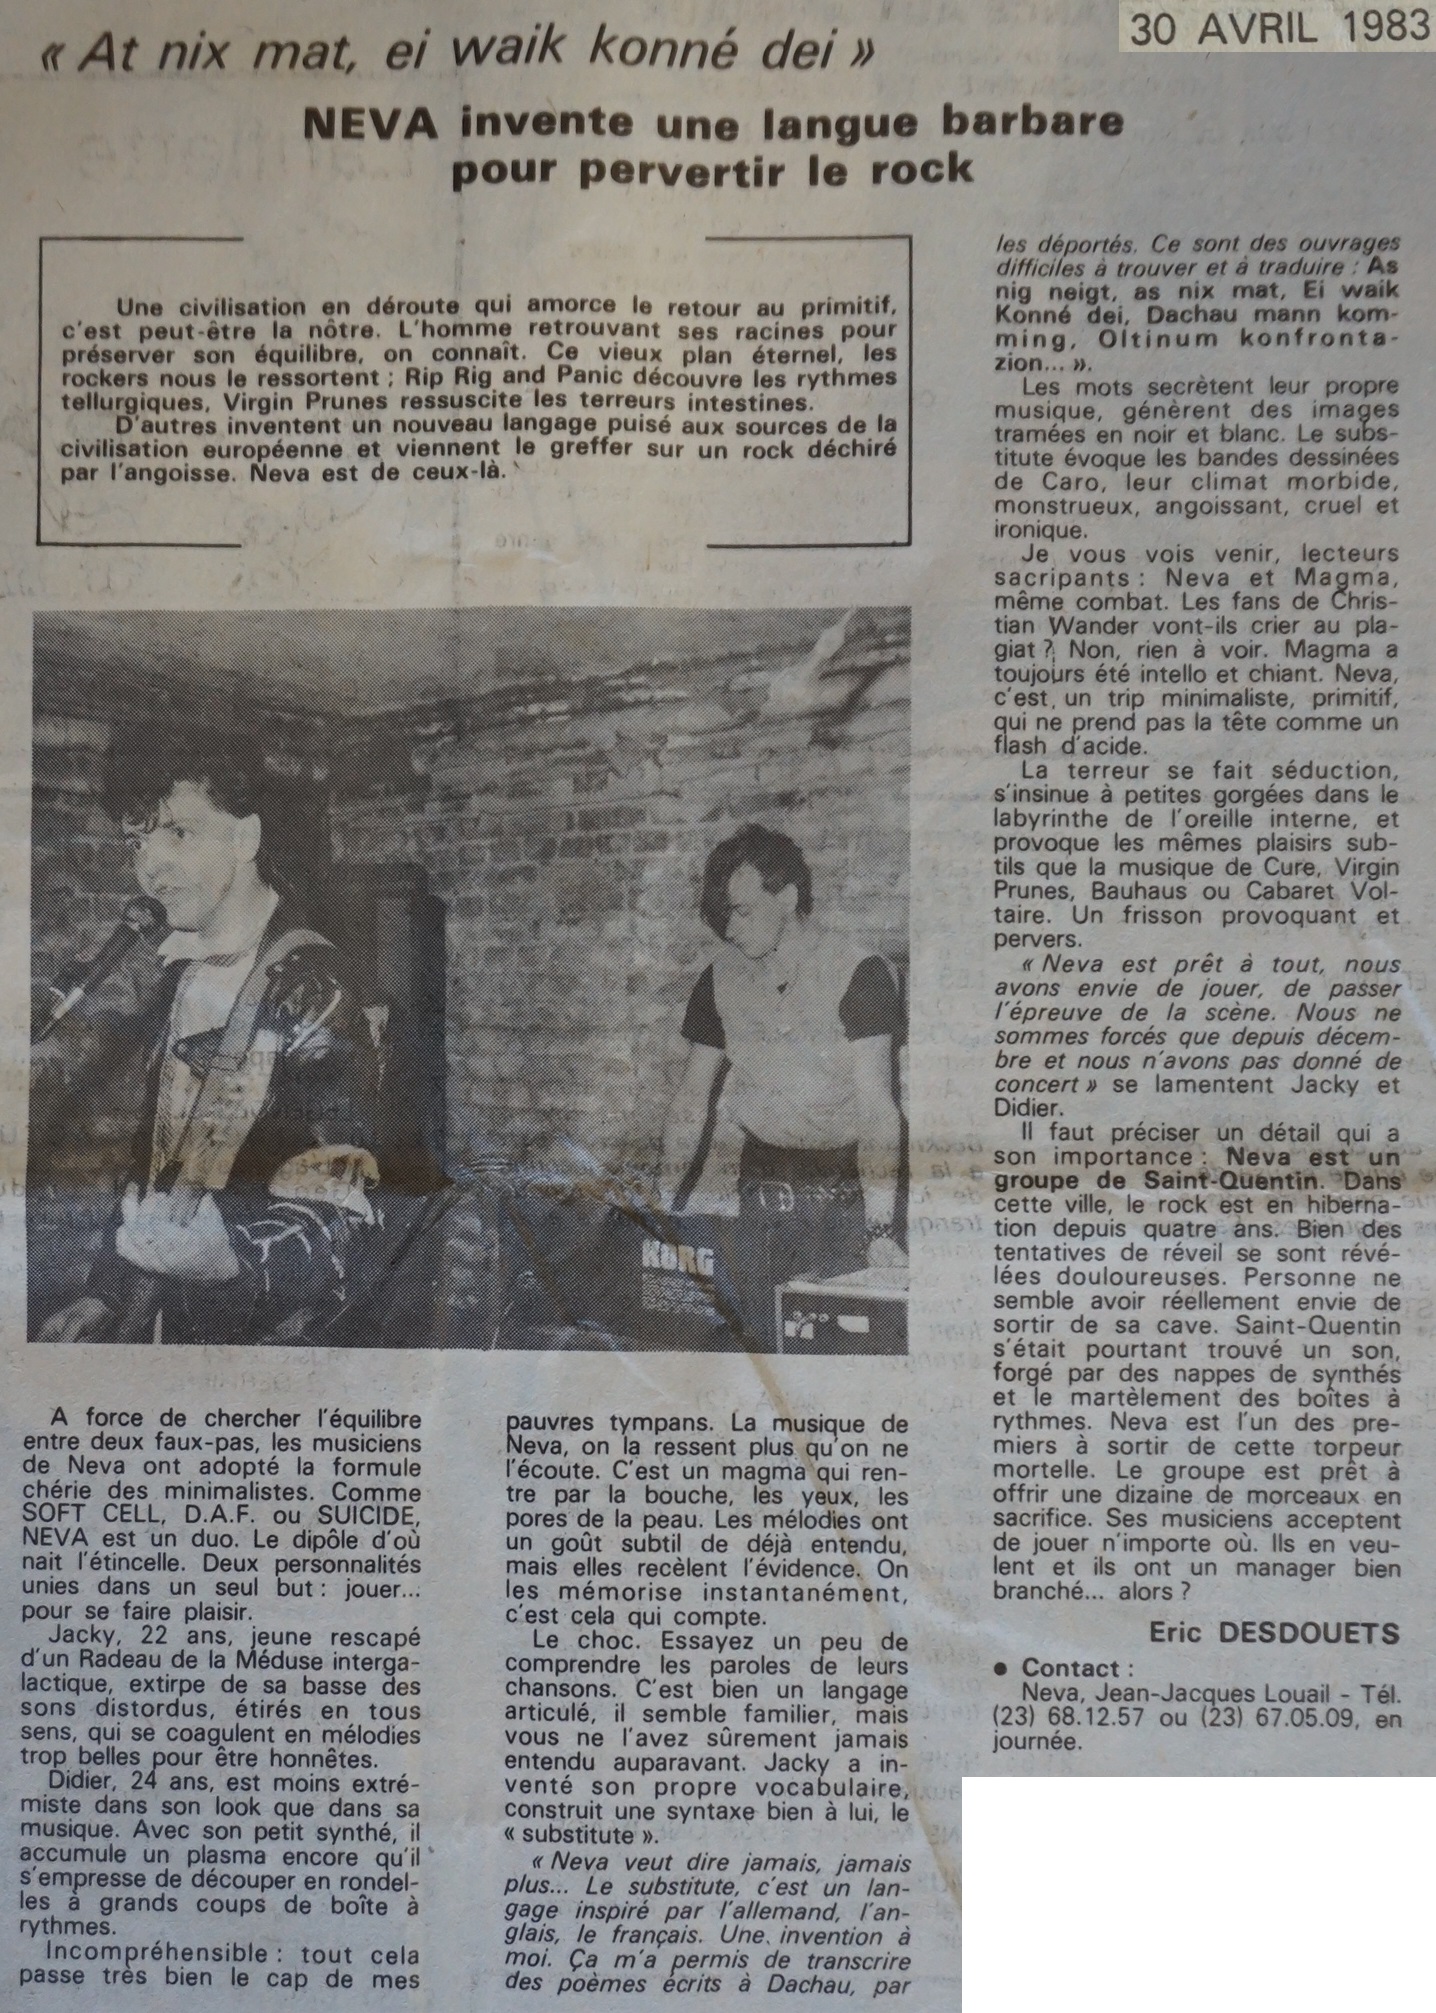 30 AVRIL 1983
« At nix mat, ei waik konné dei »
NEVA invente une langue barbare
pour pervertir le rock
Une civilisation en déroute qui amorce le retour au primitif,
c'est peut-être la nôtre. L'homme retrouvant ses racines pour
préserver son équilibre, on connaît. Ce vieux plan éternel, les
rockers nous le ressortent ; Rip Rig and Panic découvre les rythmes
tellurgiques, Virgin Prunes ressuscite les terreurs intestines.
D'autres inventent un nouveau langage puisé aux sources de la
civilisation européenne et viennent le greffer sur un rock déchiré
par l'angoisse. Neva est de ceux-là.
KORG
A force de chercher l'équilibre
entre deux faux-pas, les musiciens
de Neva ont adopté la formule
chérie des minimalistes. Comme
SOFT CELL, D.A.F. ou SUICIDE,
NEVA est un duo. Le dipôle d'où
nait l'étincelle. Deux personnalités
unies dans un seul but : jouer...
pour se faire plaisir.
Jacky, 22 ans, jeune rescapé
d'un Radeau de la Méduse interga-
lactique, extirpe de sa basse des
sons distordus, étirés en tous
sens, qui se coagulent en mélodies
trop belles pour être honnêtes.
Didier, 24 ans, est moins extré-
miste dans son look que dans sa
musique. Avec son petit synthé, il
accumule un plasma encore qu'il
s'empresse de découper en rondel-
les à grands coups de boîte à
rythmes.
Incompréhensible : tout cela
passe très bien le cap de mes
pauvres tympans. La musique de
Neva, on la ressent plus qu'on ne
l'écoute. C'est un magma qui ren-
tre par la bouche, les yeux, les
pores de la peau. Les mélodies ont
un goût subtil de déjà entendu,
mais elles recèlent l'évidence. On
les mémorise instantanément,
c'est cela qui compte.
Le choc. Essayez un peu de
comprendre les paroles de leurs
chansons. C'est bien un langage
articulé, il semble familier, mais
vous ne l'avez sûrement jamais
entendu auparavant. Jacky a in-
venté son propre vocabulaire,
construit une syntaxe bien à lui, le
« substitute ».
« Neva veut dire jamais, jamais
plus... Le substitute, c'est un lan-
gage inspiré par l'allemand, l'an-
glais, le français. Une invention à
moi. Ça m'a permis de transcrire
des poèmes écrits à Dachau, par
les déportés. Ce sont des ouvrages
difficiles à trouver et à traduire : As
nig neigt, as nix mat, Ei waik
Konné dei, Dachau mann kom-
ming, Oltinum konfronta-
zion... ».
Les mots secrètent leur propre
musique, génèrent des images
tramées en noir et blanc. Le subs-
titute évoque les bandes dessinées
de Caro, leur climat morbide,
monstrueux, angoissant, cruel et
ironique.
Je vous vois venir, lecteurs
sacripants : Neva et Magma,
même combat. Les fans de Chris-
tian Wander vont-ils crier au pla-
giat ? Non, rien à voir. Magma a
toujours été intello et chiant. Neva,
c'est un trip minimaliste, primitif,
qui ne prend pas la tête comme un
flash d'acide.
La terreur se fait séduction,
s'insinue à petites gorgées dans le
labyrinthe de l'oreille interne, et
provoque les mêmes plaisirs sub-
tils que la musique de Cure, Virgin
Prunes, Bauhaus ou Cabaret Vol-
taire. Un frisson provoquant et
pervers.
« Neva est prêt à tout, nous
avons envie de jouer, de passer
l'épreuve de la scène. Nous ne
sommes forcés que depuis décem-
bre et nous n'avons pas donné de
concert » se lamentent Jacky et
Didier.
Il faut préciser un détail qui a
son importance : Neva est un
groupe de Saint-Quentin. Dans
cette ville, le rock est en hiberna-
tion depuis quatre ans. Bien des
tentatives de réveil se sont révé-
lées douloureuses. Personne ne
semble avoir réellement envie de
sortir de sa cave. Saint-Quentin
s'était pourtant trouvé un son,
forgé par des nappes de synthés
et le martèlement des boîtes à
rythmes. Neva est l'un des pre-
miers à sortir de cette torpeur
mortelle. Le groupe est prêt à
offrir une dizaine de morceaux en
sacrifice. Ses musiciens acceptent
de jouer n'importe où. Ils en veu-
lent et ils ont un manager bien
branché... alors ?
Eric DESDOUETS
● Contact :
Neva, Jean-Jacques Louail - Tél.
(23) 68.12.57 ou (23) 67.05.09, en
journée.